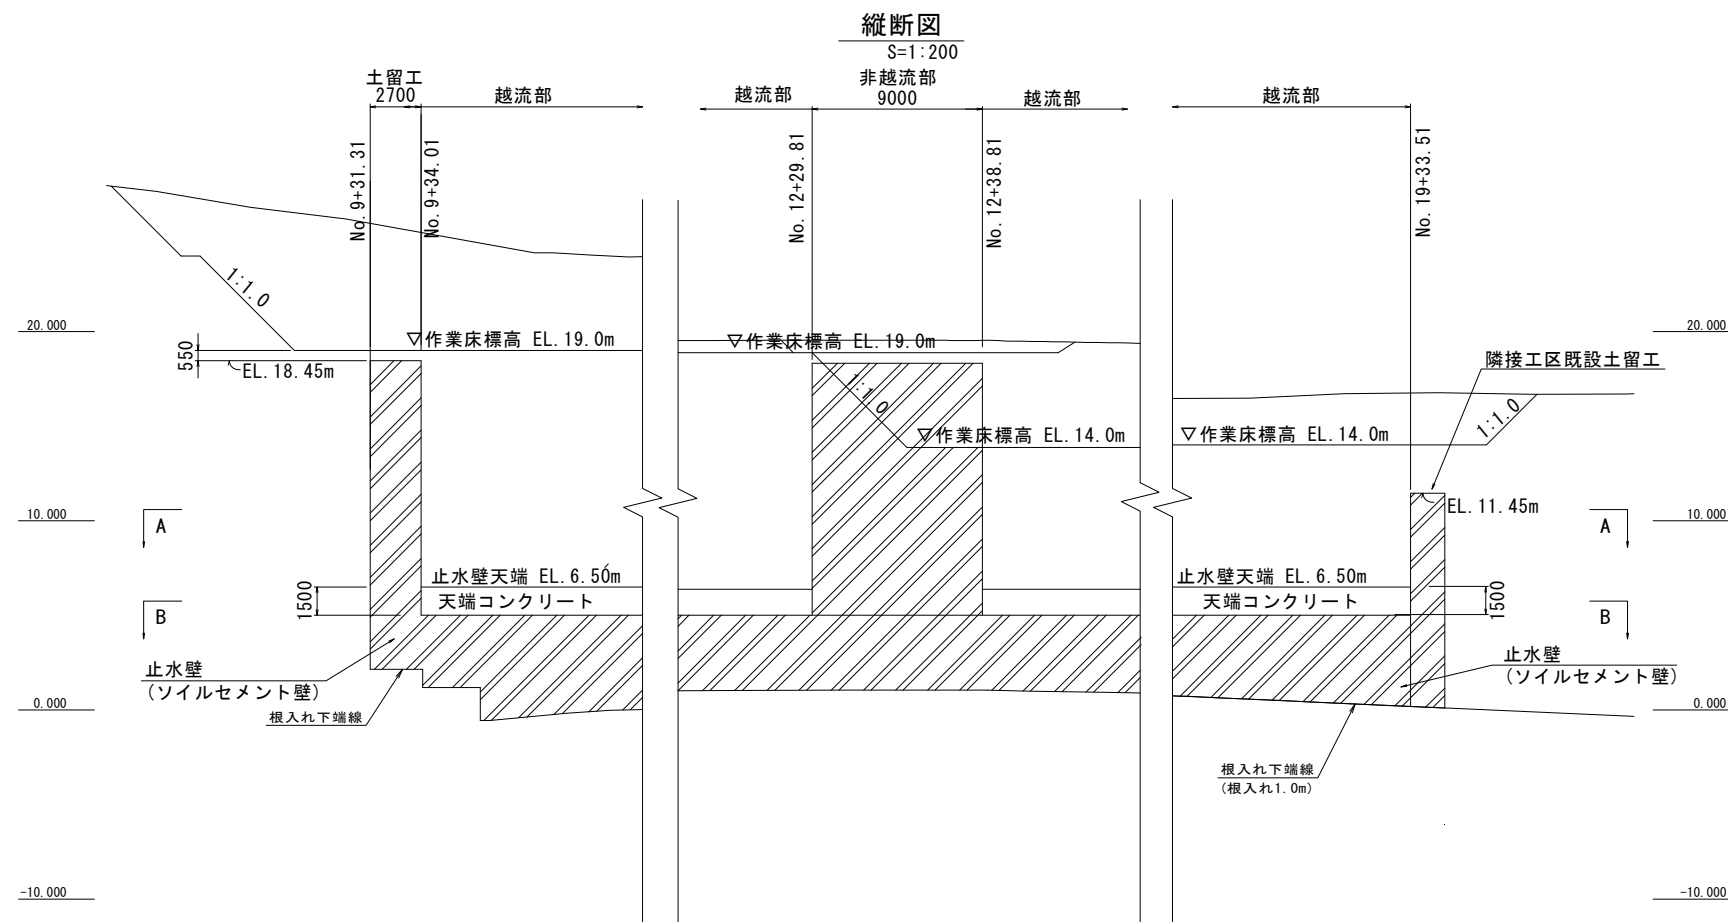 縦断図
S=1:200
土留工
2700
越流部
越流部
非越流部
9000
越流部
越流部
No.9+31.31
No.9+34.01
No.12+29.81
No.12+38.81
No.19+33.51
1:1.0
20.000
20.000
▽作業床標高 EL.19.0m
▽作業床標高 EL.19.0m
550
EL.18.45m
隣接工区既設土留工
1:1.0
1:1.0
▽作業床標高 EL.14.0m
▽作業床標高 EL.14.0m
EL.11.45m
10.000
10.000
A
A
止水壁天端 EL.6.50m
止水壁天端 EL.6.50m
1500
天端コンクリート
天端コンクリート
1500
B
B
止水壁
(ソイルセメント壁)
止水壁
(ソイルセメント壁)
0.000
0.000
根入れ下端線
根入れ下端線
(根入れ1.0m)
-10.000
-10.000